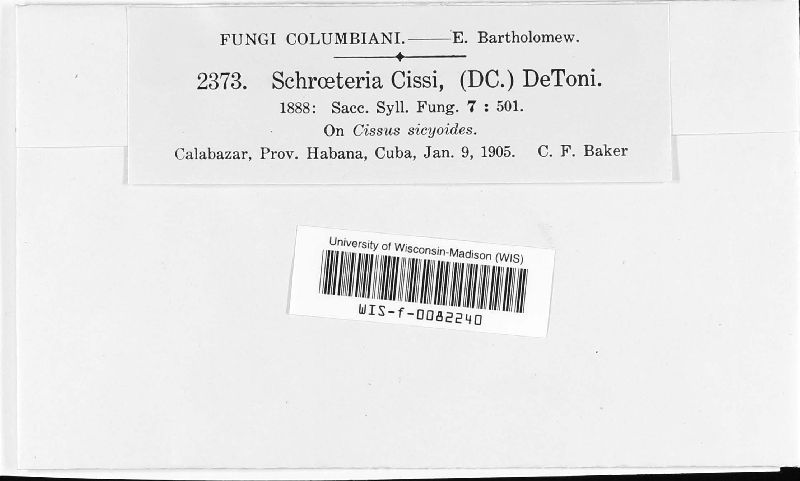 FUNGI COLUMBIANI.——E. Bartholomew.
2373. Schrœteria Cissi, (DC.) DeToni.
1888: Sacc. Syll. Fung. 7 : 501.
On Cissus sicyoides.
Calabazar, Prov. Habana, Cuba, Jan. 9, 1905. C. F. Baker
University of Wisconsin-Madison (WIS)
WIS-f-0082240